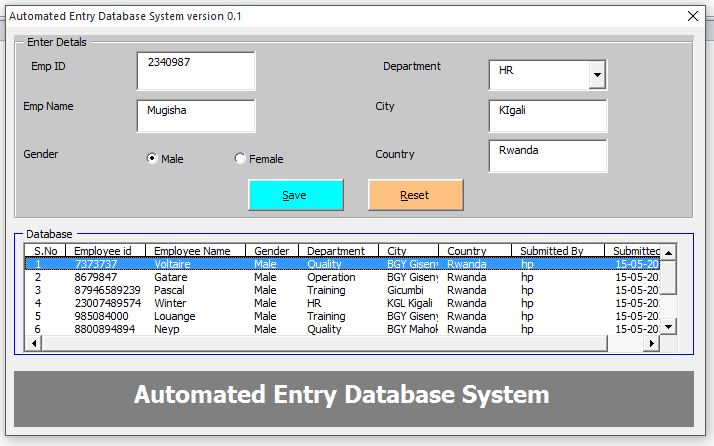 Automated Entry Database System version 0.1
Enter Details
Emp ID 2340987 Department HR
Emp Name Mugisha City KIgali
Gender Male Female Country Rwanda
Save Reset
Database
S.No Employee id Employee Name Gender Department City Country Submitted By Submitted
1 7373737 Voltaire Male Quality BGY Giseny Rwanda hp 15-05-20
2 8679847 Gatare Male Operation BGY Giseny Rwanda hp 15-05-20
3 87946589239 Pascal Male Training Gicumbi Rwanda hp 15-05-20
4 23007489574 Winter Male HR KGL Kigali Rwanda hp 15-05-20
5 985084000 Louange Male Training BGY Giseny Rwanda hp 15-05-20
6 8800894894 Neyp Male Quality BGY Mahok Rwanda hp 15-05-20
Automated Entry Database System